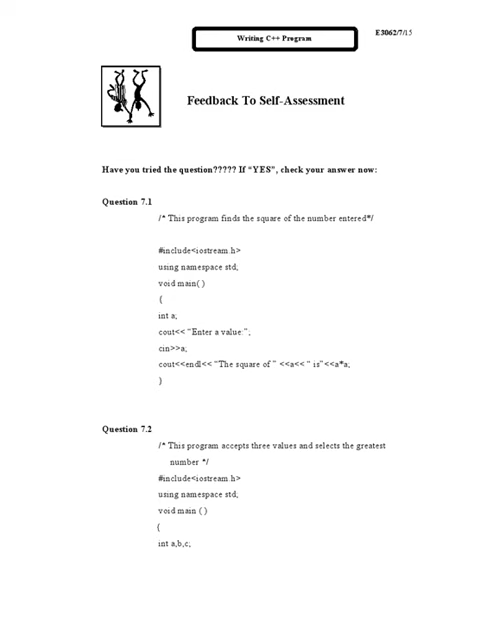 Writing C++ Program
E3062/7/15
Feedback To Self-Assessment
Have you tried the question????? If “YES”, check your answer now:
Question 7.1
/* This program finds the square of the number entered*/
#include<iostream.h>
using namespace std;
void main( )
{
int a;
cout<< “Enter a value:”;
cin>>a;
cout<<endl<< “The square of ” <<a<< “ is”<<a*a;
}
Question 7.2
/* This program accepts three values and selects the greatest
number */
#include<iostream.h>
using namespace std;
void main ( )
{
int a,b,c;